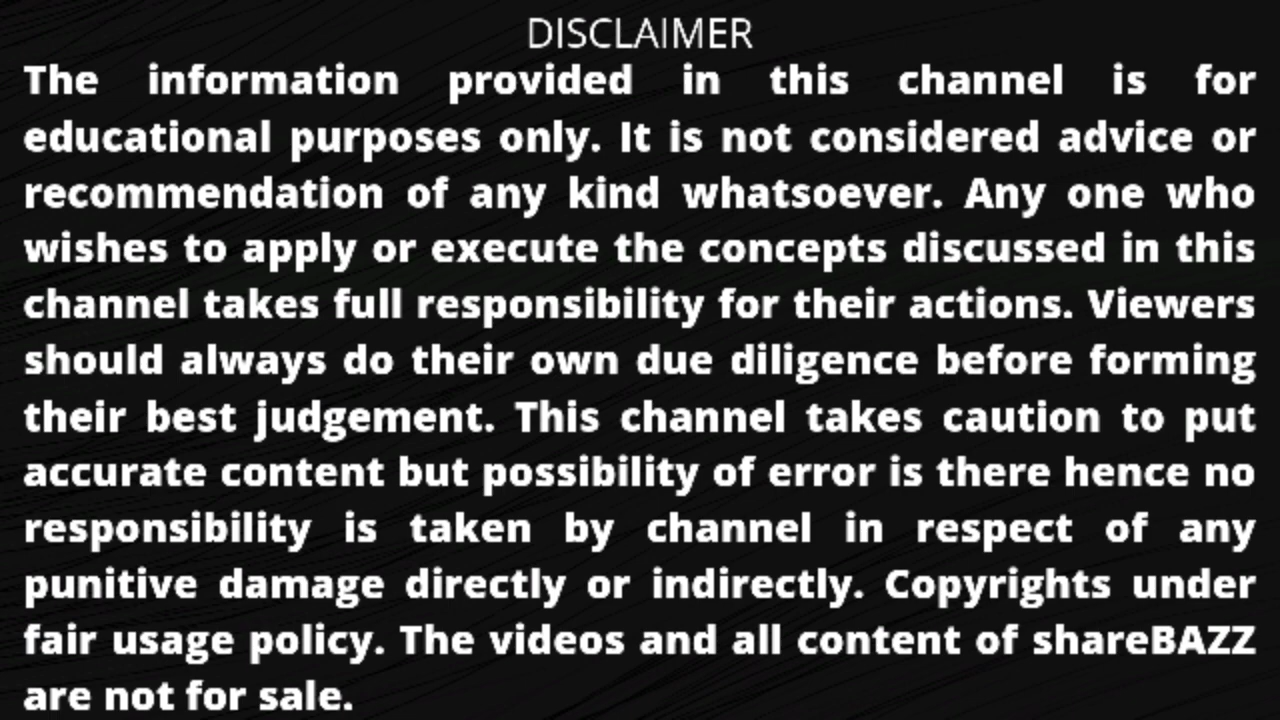 DISCLAIMER
The information provided in this channel is for
educational purposes only. It is not considered advice or
recommendation of any kind whatsoever. Any one who
wishes to apply or execute the concepts discussed in this
channel takes full responsibility for their actions. Viewers
should always do their own due diligence before forming
their best judgement. This channel takes caution to put
accurate content but possibility of error is there hence no
responsibility is taken by channel in respect of any
punitive damage directly or indirectly. Copyrights under
fair usage policy. The videos and all content of shareBAZZ
are not for sale.